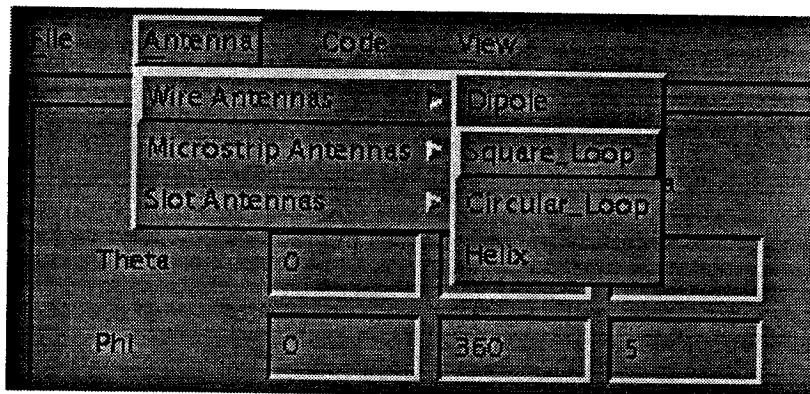 File Antenna Code View
Wire Antennas Dipole
Microstrip Antennas Square_Loop
Slot Antennas Circular_Loop
Theta 0 Helix
Phi 0 360 5